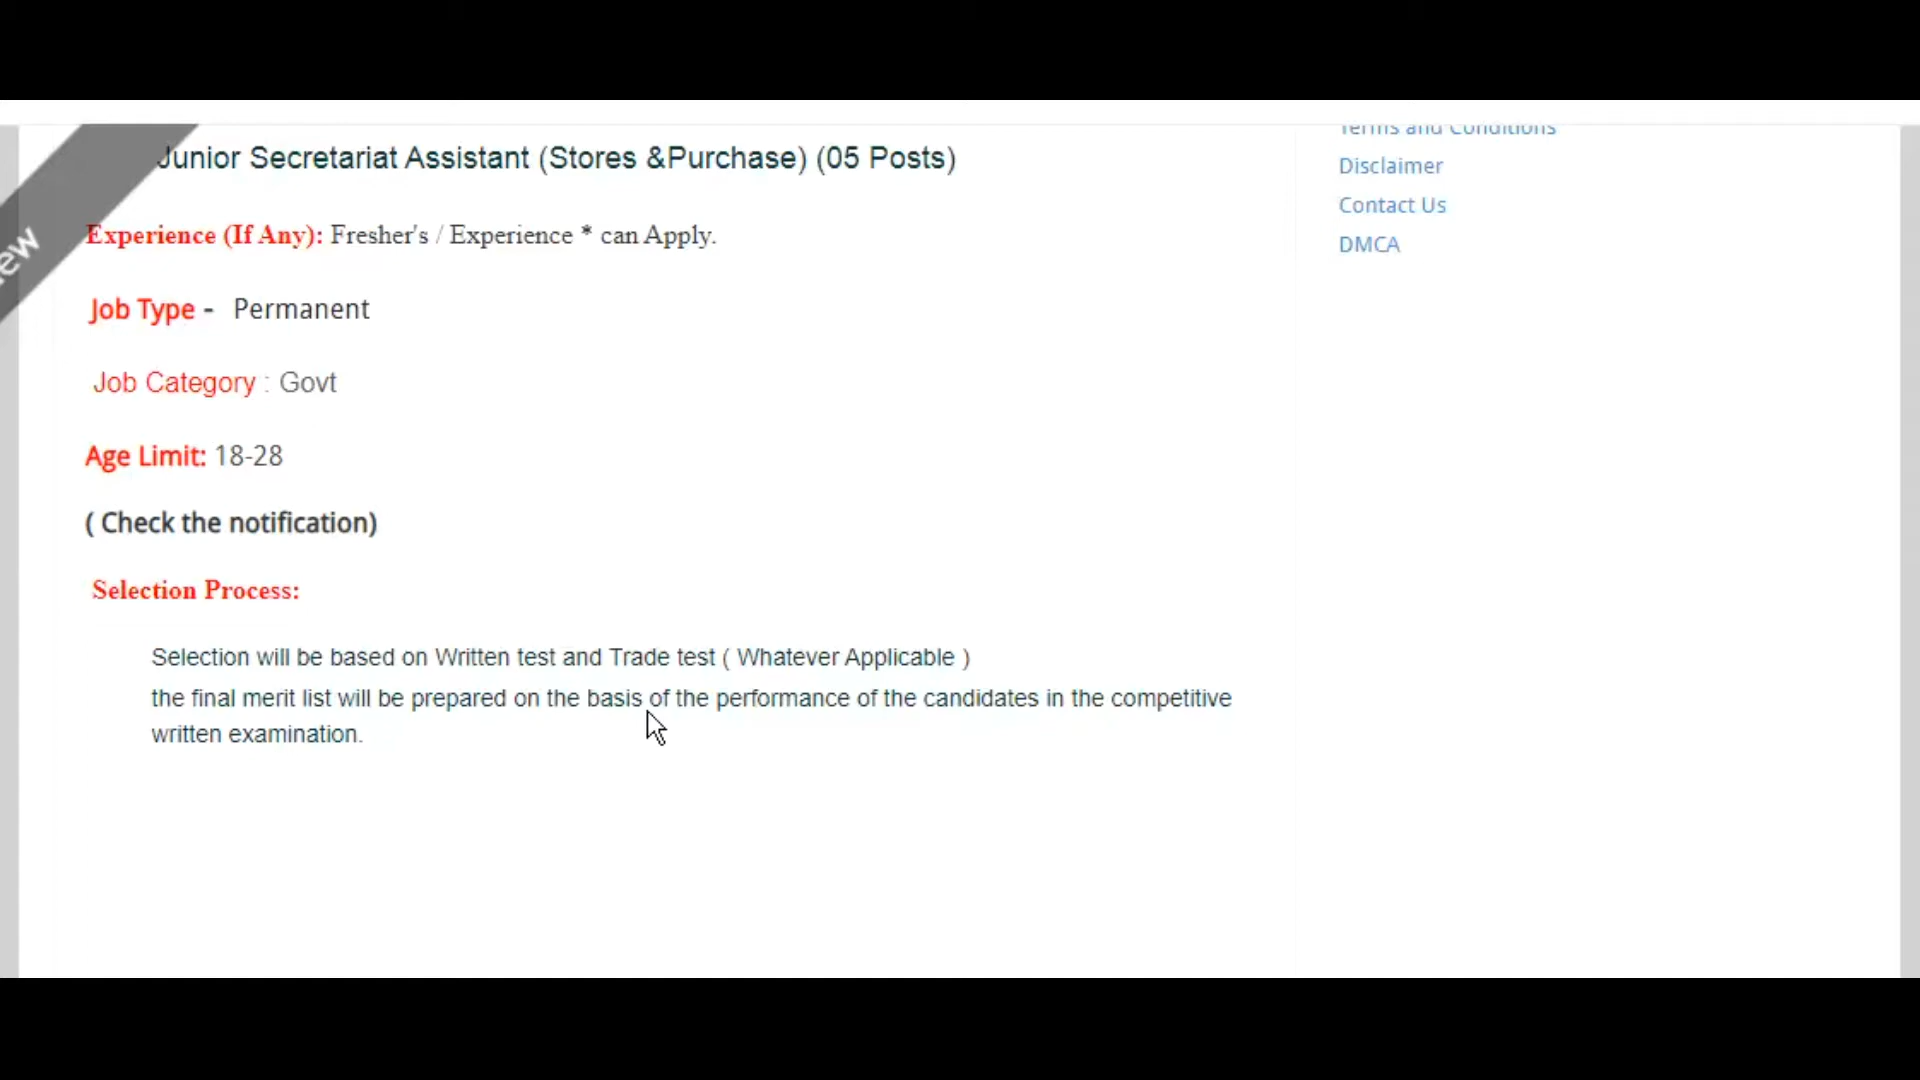 Junior Secretariat Assistant (Stores &Purchase) (05 Posts)
Experience (If Any): Fresher's / Experience * can Apply.
Job Type - Permanent
Job Category : Govt
Age Limit: 18-28
( Check the notification)
Selection Process:
Selection will be based on Written test and Trade test ( Whatever Applicable )
the final merit list will be prepared on the basis of the performance of the candidates in the competitive
written examination.
Terms and Conditions
Disclaimer
Contact Us
DMCA